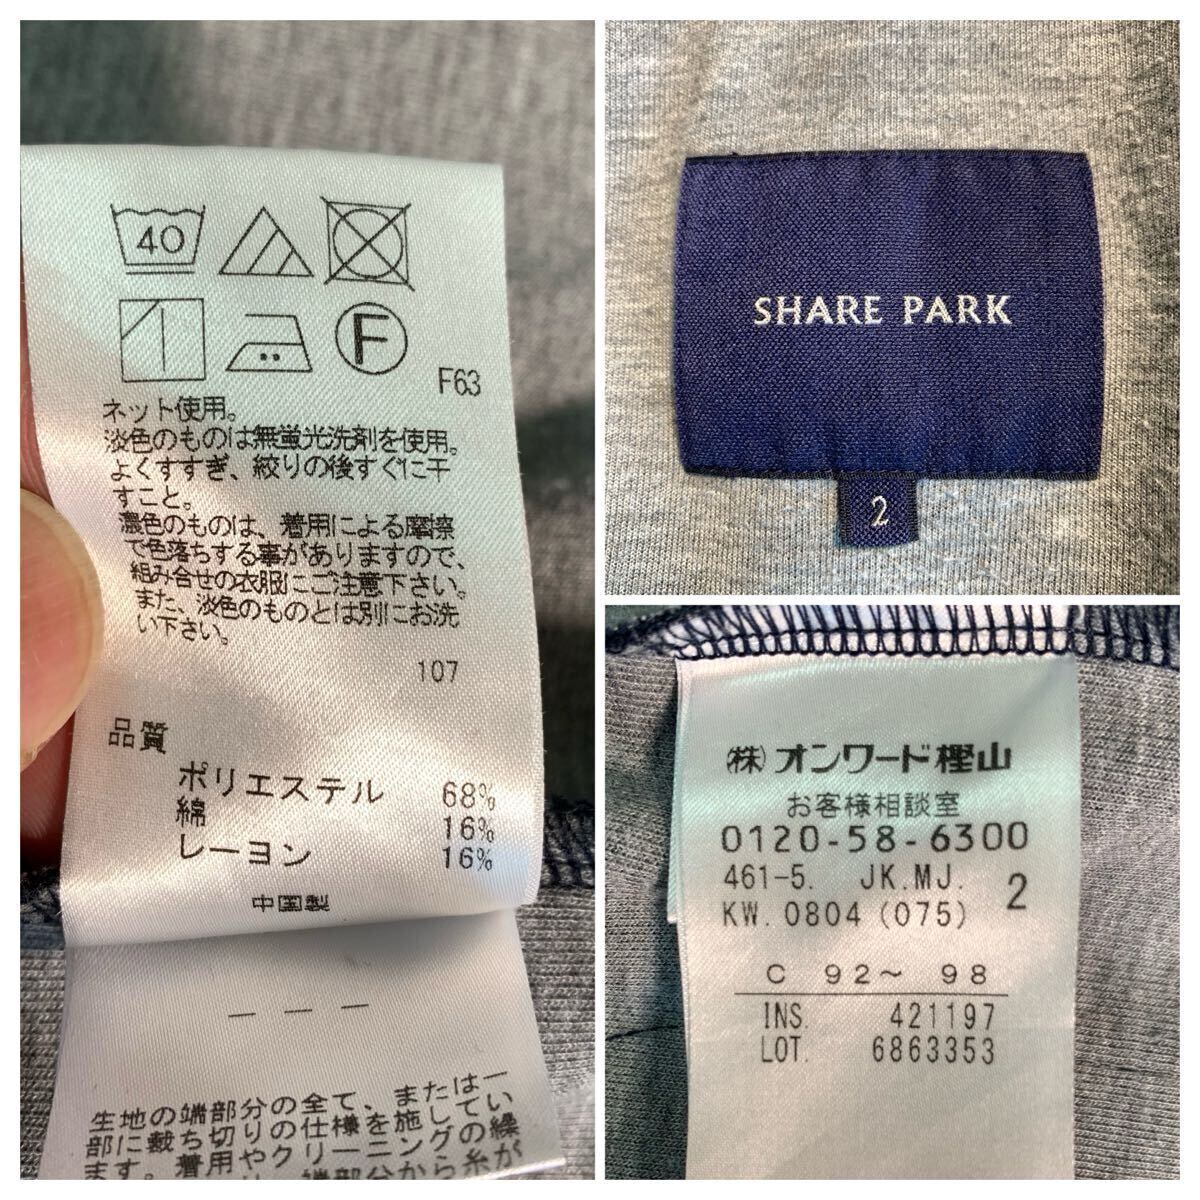 40
F
F63
ネット使用。
淡色のものは無蛍光洗剤を使用。
よくすすぎ、絞りの後すぐに干
すこと。
濃色のものは、着用による摩擦
で色落ちする事がありますので、
組み合せの衣服にご注意下さい。
また、淡色のものとは別にお洗
い下さい。
107
品質
ポリエステル 68%
綿 16%
レーヨン 16%
中国製
— — —
生地の端部分の全て、または一
部に裁ち切りの仕様を施してい
ます。着用やクリーニングの繰
端部分から糸が
SHARE PARK
2
(株)オンワード樫山
お客様相談室
0120-58-6300
461-5. JK.MJ. 2
KW. 0804 (075)
C 92〜 98
INS. 421197
LOT. 6863353